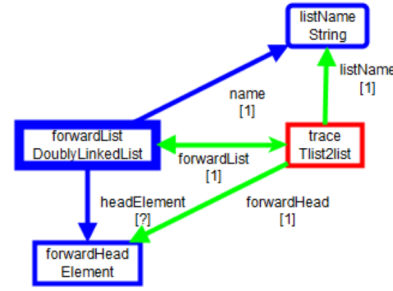 listName
String
listName
[1]
name
[1]
forwardList
DoublyLinkedList
forwardList
[1]
trace
Tlist2list
headElement
[?]
forwardHead
[1]
forwardHead
Element